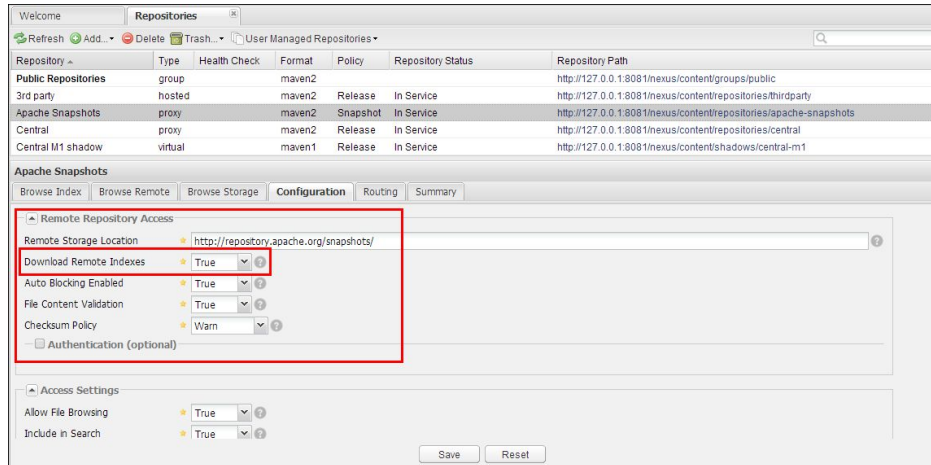 Welcome Repositories
Refresh Add... Delete Trash... User Managed Repositories
Repository Type Health Check Format Policy Repository Status Repository Path
Public Repositories group maven2 http://127.0.0.1:8081/nexus/content/groups/public
3rd party hosted maven2 Release In Service http://127.0.0.1:8081/nexus/content/repositories/thirdparty
Apache Snapshots proxy maven2 Snapshot In Service http://127.0.0.1:8081/nexus/content/repositories/apache-snapshots
Central proxy maven2 Release In Service http://127.0.0.1:8081/nexus/content/repositories/central
Central M1 shadow virtual maven1 Release In Service http://127.0.0.1:8081/nexus/content/shadows/central-m1
Apache Snapshots
Browse Index Browse Remote Browse Storage Configuration Routing Summary
Remote Repository Access
Remote Storage Location http://repository.apache.org/snapshots/
Download Remote Indexes True
Auto Blocking Enabled True
File Content Validation True
Checksum Policy Warn
Authentication (optional)
Access Settings
Allow File Browsing True
Include in Search True
Save Reset